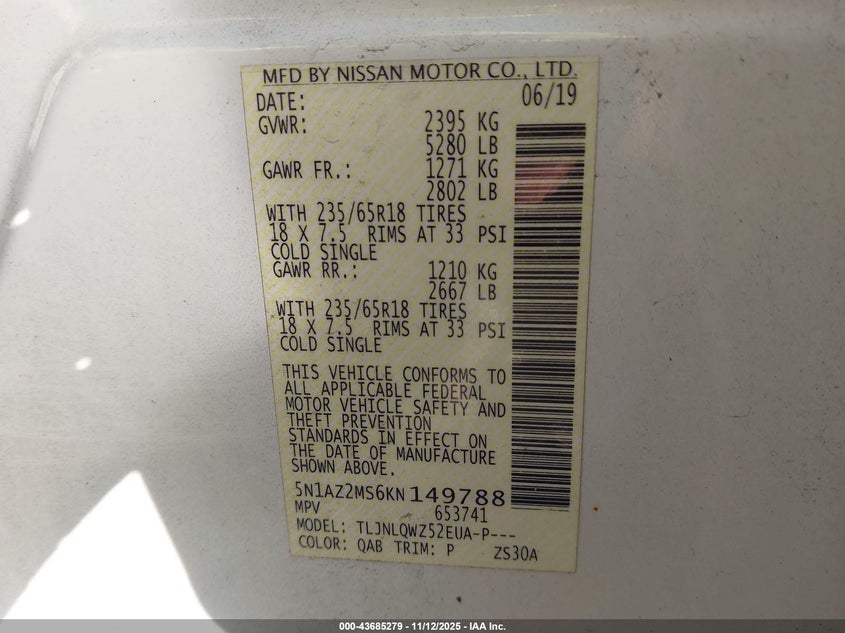 MFD BY NISSAN MOTOR CO., LTD.
DATE: 06/19
GVWR: 2395 KG
5280 LB
GAWR FR.: 1271 KG
2802 LB
WITH 235/65R18 TIRES
18 X 7.5 RIMS AT 33 PSI
COLD SINGLE
GAWR RR.: 1210 KG
2667 LB
WITH 235/65R18 TIRES
18 X 7.5 RIMS AT 33 PSI
COLD SINGLE
THIS VEHICLE CONFORMS TO
ALL APPLICABLE FEDERAL
MOTOR VEHICLE SAFETY AND
THEFT PREVENTION
STANDARDS IN EFFECT ON
THE DATE OF MANUFACTURE
SHOWN ABOVE.
5N1AZ2MS6KN149788
MPV 653741
MODEL: TLJNLQWZ52EUA-P---
COLOR: QAB TRIM: P ZS30A
000-43685279 - 11/12/2025 - IAA Inc.